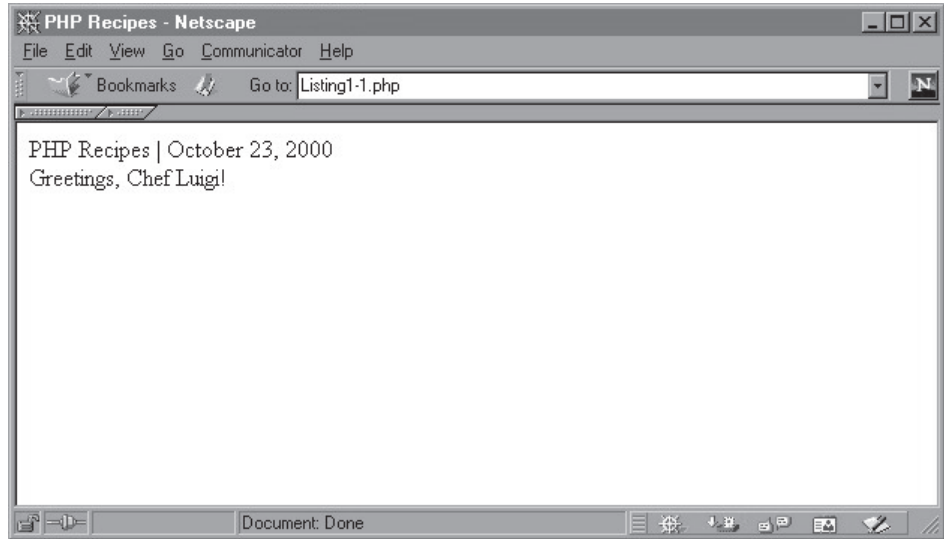 PHP Recipes - Netscape
File Edit View Go Communicator Help
Bookmarks Go to: Listing1-1.php N
PHP Recipes | October 23, 2000
Greetings, Chef Luigi!
Document: Done